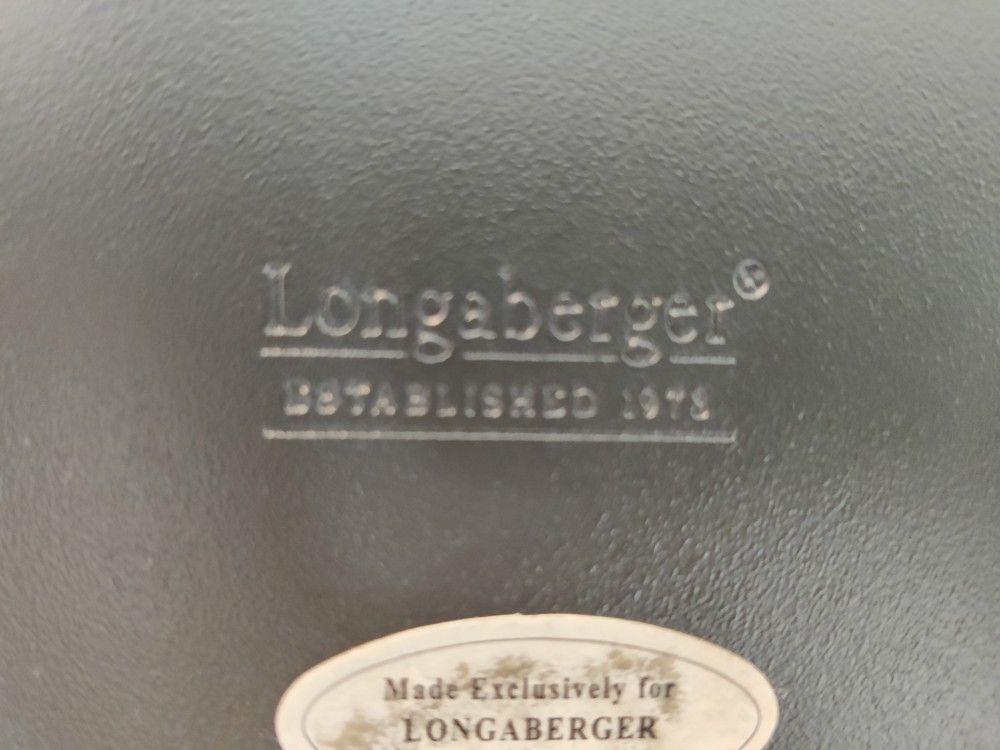 Longaberger®
ESTABLISHED 1973
Made Exclusively for
LONGABERGER